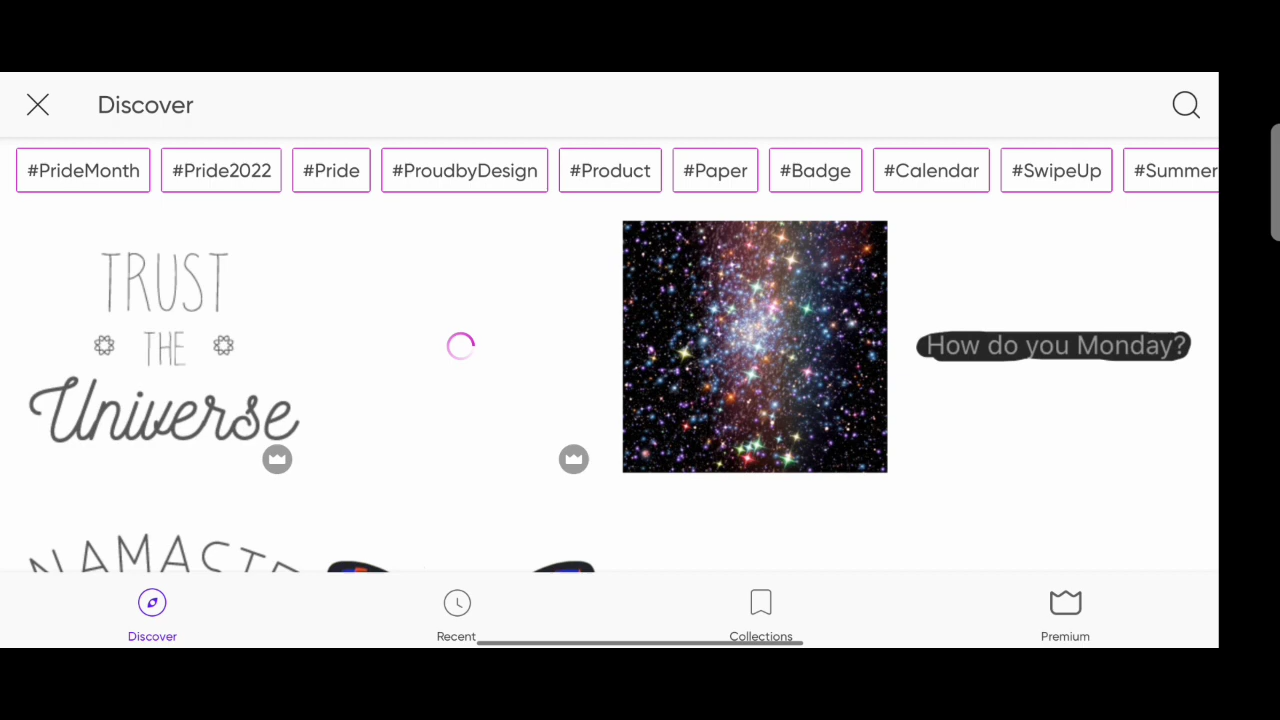 Discover
#PrideMonth #Pride2022 #Pride #ProudbyDesign #Product #Paper #Badge #Calendar #SwipeUp #Summer
TRUST
THE
Universe
How do you Monday?
NAMASTE
Discover Recent Collections Premium